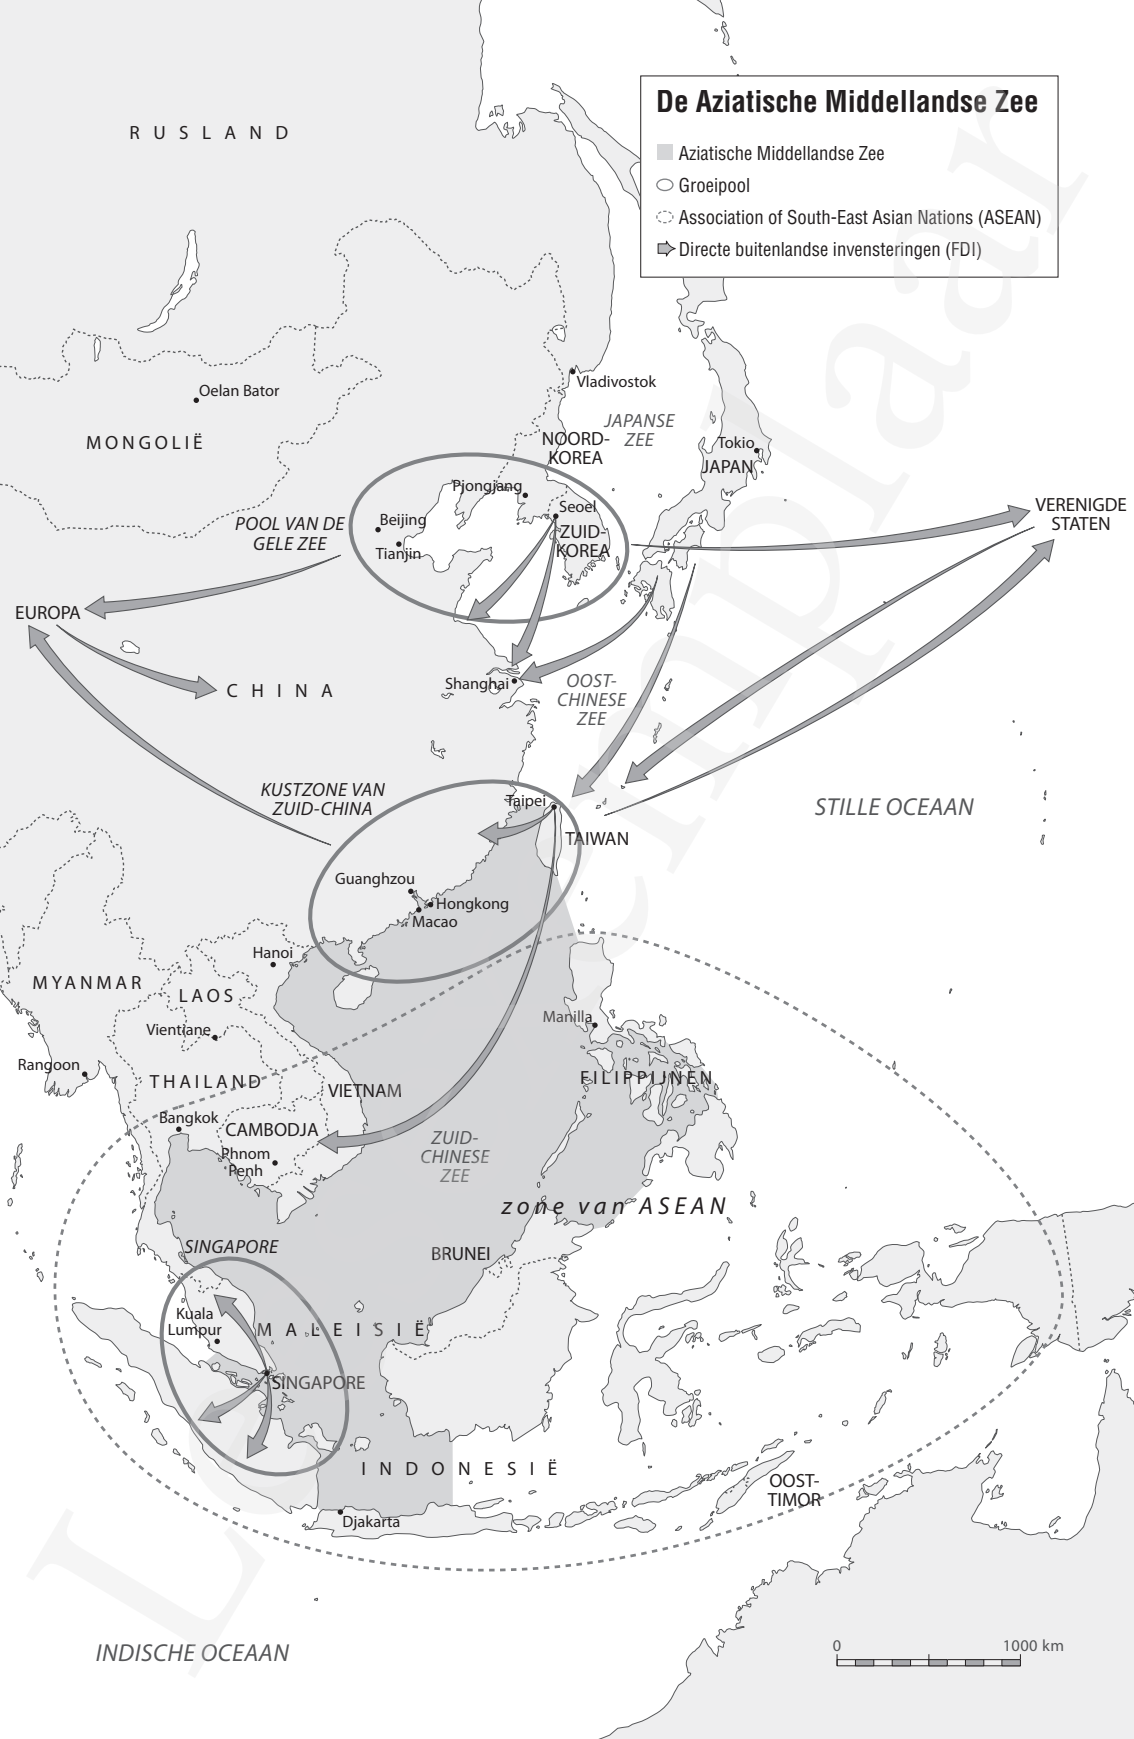 De Aziatische Middellandse Zee
Aziatische Middellandse Zee
Groeipool
Association of South-East Asian Nations (ASEAN)
Directe buitenlandse invensteringen (FDI)
RUSLAND
Oelan Bator
MONGOLIË
Vladivostok
JAPANSE
ZEE
NOORD-
KOREA
Tokio
JAPAN
Pjongjang
Seoel
ZUID-
KOREA
Beijing
Tianjin
POOL VAN DE
GELE ZEE
VERENIGDE
STATEN
EUROPA
CHINA
Shanghai
OOST-
CHINESE
ZEE
KUSTZONE VAN
ZUID-CHINA
Taipei
TAIWAN
STILLE OCEAAN
Guanghzou
Hongkong
Macao
Hanoi
MYANMAR
LAOS
Vientiane
Rangoon
THAILAND
VIETNAM
Manilla
FILIPPIJNEN
Bangkok
CAMBODJA
Phnom
Penh
ZUID-
CHINESE
ZEE
zone van ASEAN
SINGAPORE
BRUNEI
Kuala
Lumpur
MALEISIË
SINGAPORE
INDONESIË
OOST-
TIMOR
Djakarta
INDISCHE OCEAAN
0 1000 km